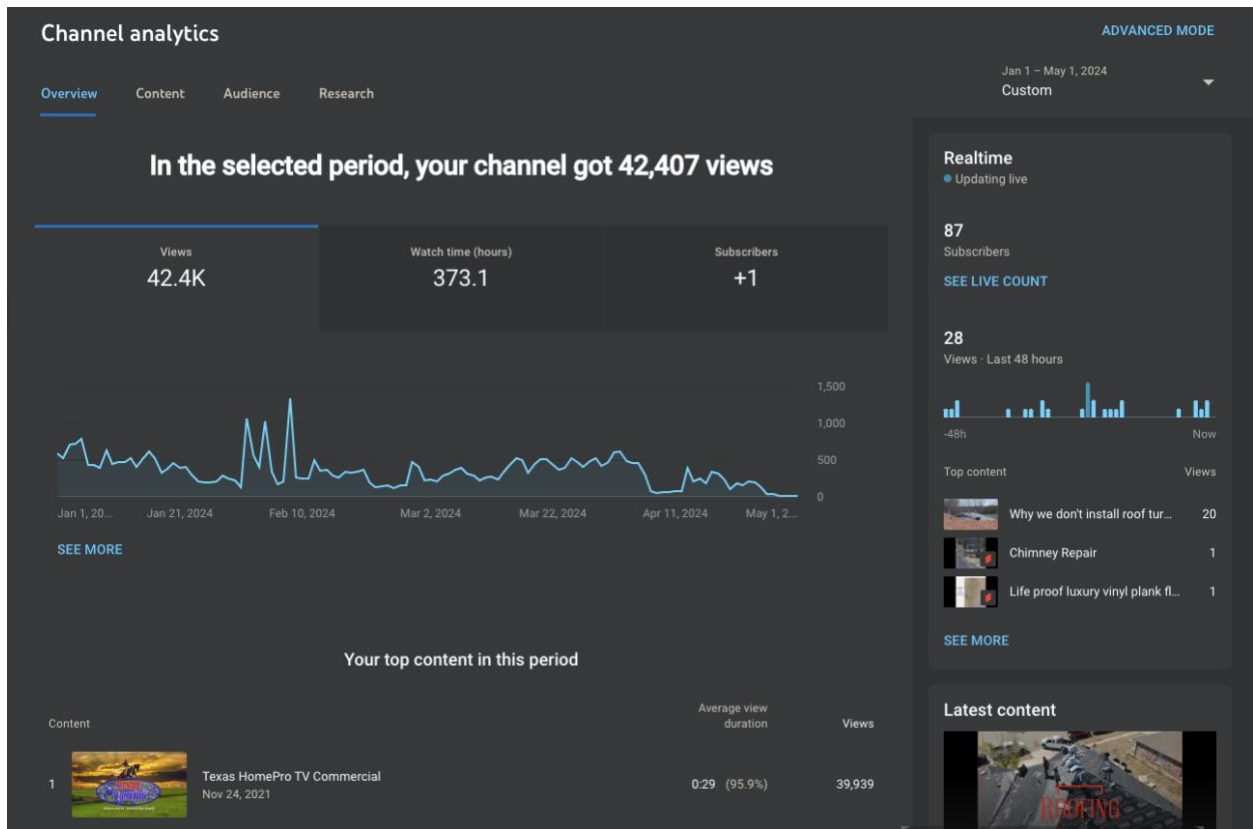 Channel analytics
ADVANCED MODE
Jan 1 – May 1, 2024
Custom
Overview
Content
Audience
Research
In the selected period, your channel got 42,407 views
Views
42.4K
Watch time (hours)
373.1
Subscribers
+1
1,500
1,000
500
0
Jan 1, 20...
Jan 21, 2024
Feb 10, 2024
Mar 2, 2024
Mar 22, 2024
Apr 11, 2024
May 1, 2...
SEE MORE
Your top content in this period
Content
Average view
duration
Views
1
Texas HomePro TV Commercial
Nov 24, 2021
0:29 (95.9%)
39,939
Realtime
Updating live
87
Subscribers
SEE LIVE COUNT
28
Views · Last 48 hours
-48h
Now
Top content
Views
Why we don't install roof tur...
20
Chimney Repair
1
Life proof luxury vinyl plank fl...
1
SEE MORE
Latest content
ROOFING